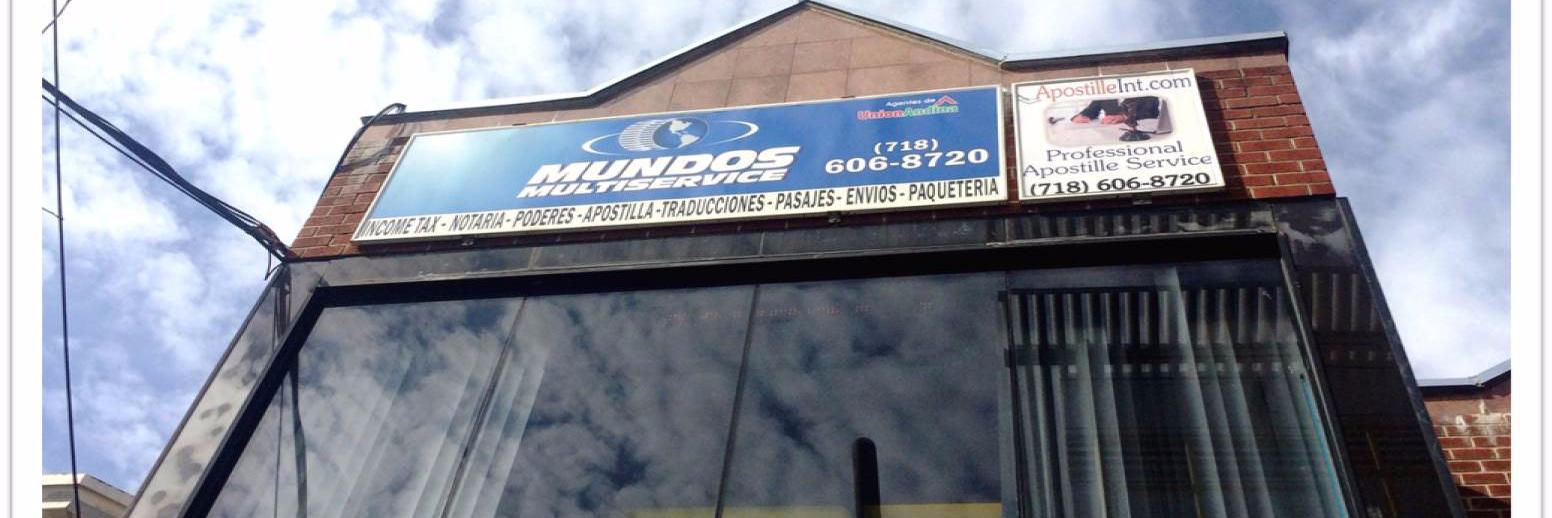 Agentes de
UnionAndina
MUNDOS
MULTISERVICE
(718)
606-8720
INCOME TAX - NOTARIA - PODERES - APOSTILLA - TRADUCCIONES - PASAJES - ENVIOS - PAQUETERIA
ApostilleInt.com
Professional
Apostille Service
(718) 606-8720